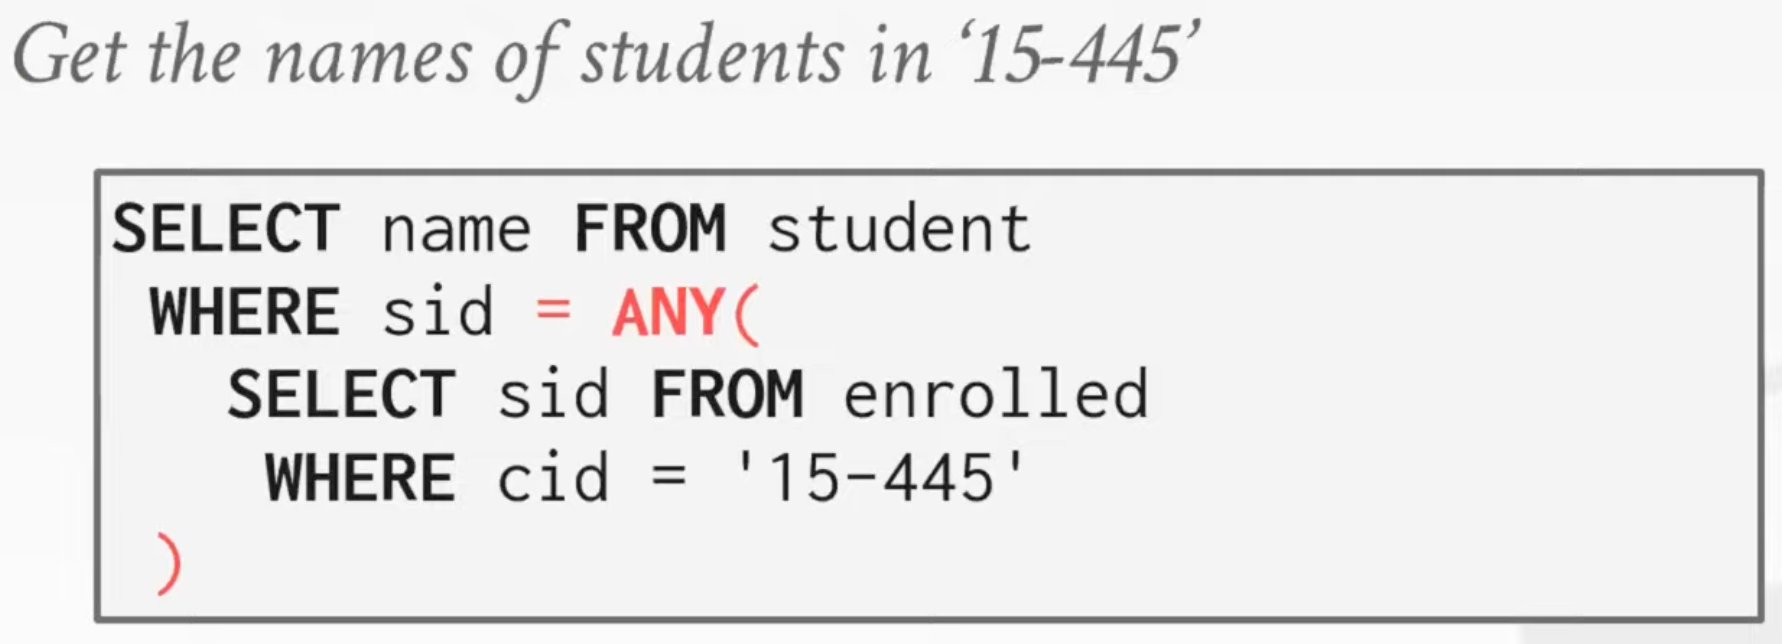 Get the names of students in ‘15-445’
SELECT name FROM student
WHERE sid = ANY(
SELECT sid FROM enrolled
WHERE cid = '15-445'
)